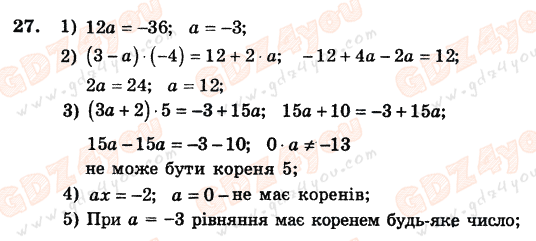 27. 1) 12a = –36; a = –3;
2) (3 – a) · (–4) = 12 + 2 · a; –12 + 4a – 2a = 12;
2a = 24; a = 12;
3) (3a + 2) · 5 = –3 + 15a; 15a + 10 = –3 + 15a;
15a – 15a = –3 – 10; 0 · a ≠ –13
не може бути кореня 5;
4) ax = –2; a = 0 – не має коренів;
5) При a = –3 рівняння має коренем будь-яке число;